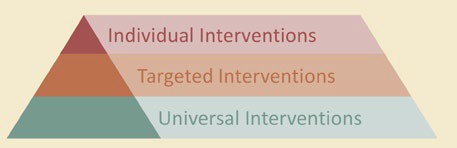 Individual Interventions
Targeted Interventions
Universal Interventions